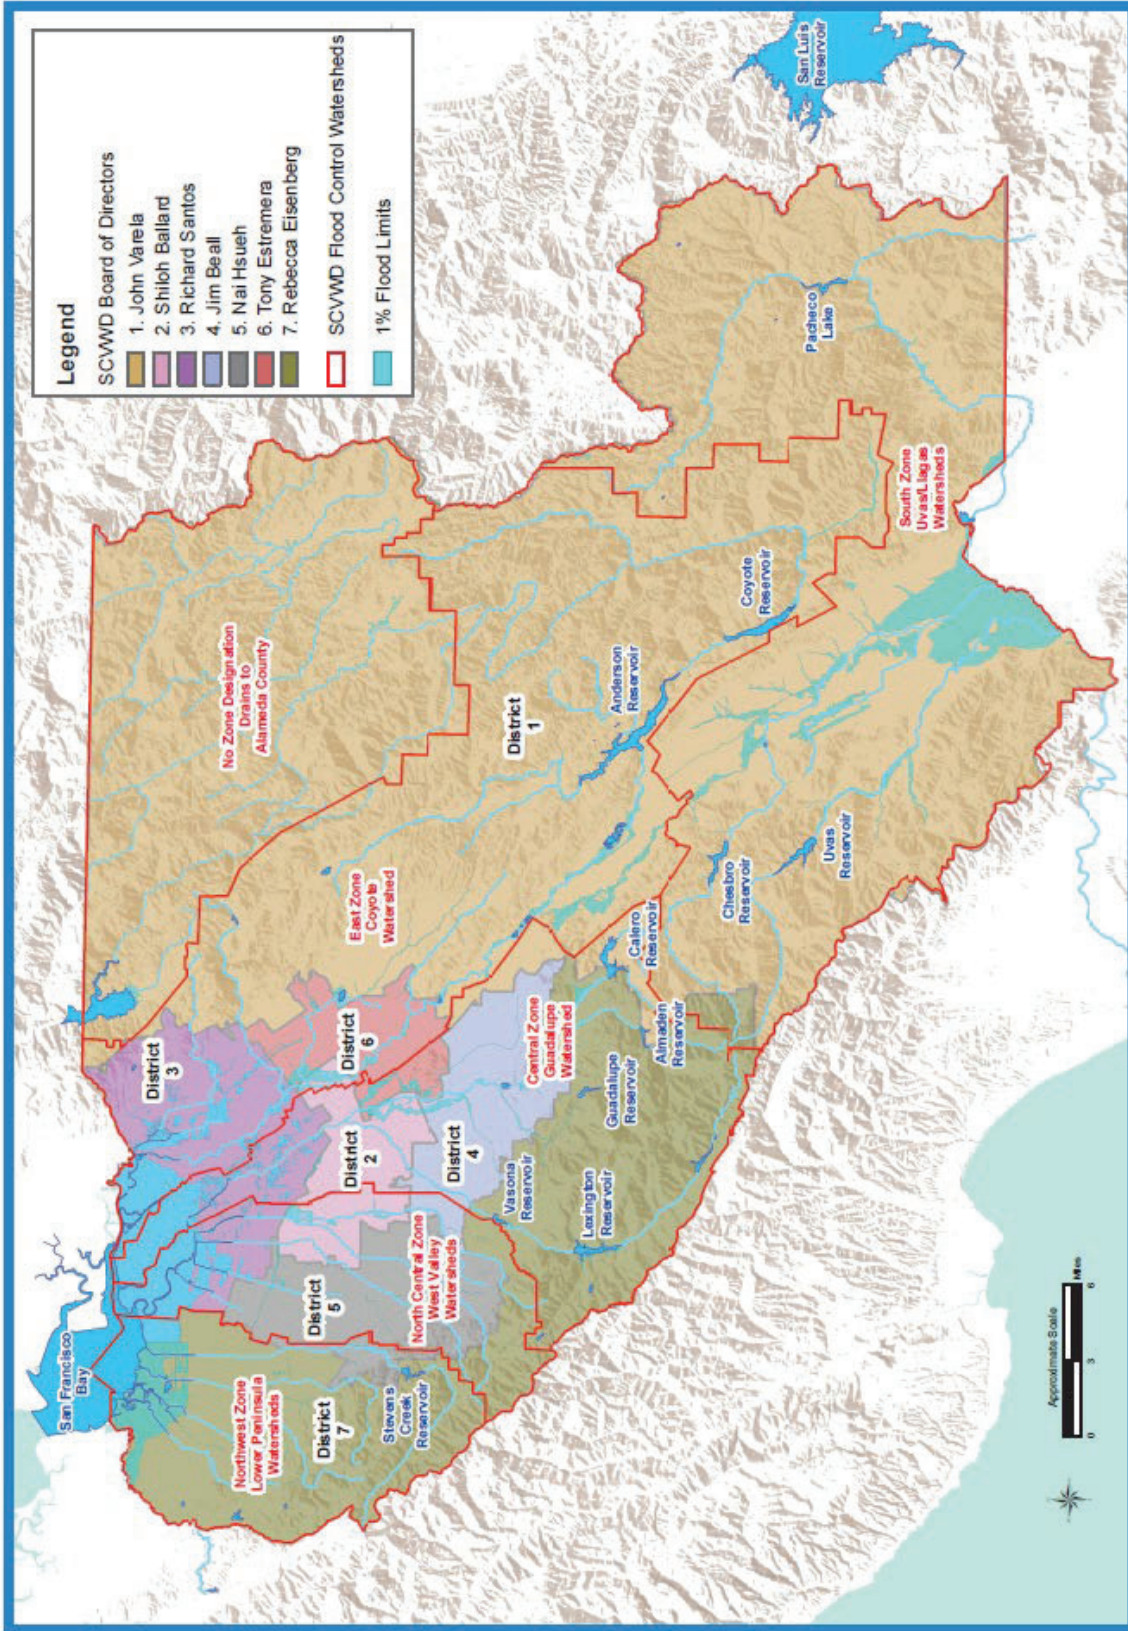 Legend
SCVWD Board of Directors
1. John Varela
2. Shiloh Ballard
3. Richard Santos
4. Jim Beall
5. Nai Hsueh
6. Tony Estremera
7. Rebecca Eisenberg
SCVWD Flood Control Watersheds
1% Flood Limits
San Francisco
Bay
Northwest Zone
Lower Peninsula
Watersheds
District
7
Stevens
Creek
Reservoir
District
5
North Central Zone
West Valley
Watersheds
District
3
District
2
District
4
District
6
Vasona
Reservoir
Lexington
Reservoir
Guadalupe
Reservoir
Central Zone
Guadalupe
Watershed
Almaden
Reservoir
Calero
Reservoir
East Zone
Coyote
Watershed
No Zone Designation
Drains to
Alameda County
District
1
Chesbro
Reservoir
Uvas
Reservoir
Anderson
Reservoir
Coyote
Reservoir
South Zone
Uvas/Llagas
Watersheds
Pacheco
Lake
San Luis
Reservoir
Approximate Scale
0 3 6
Miles